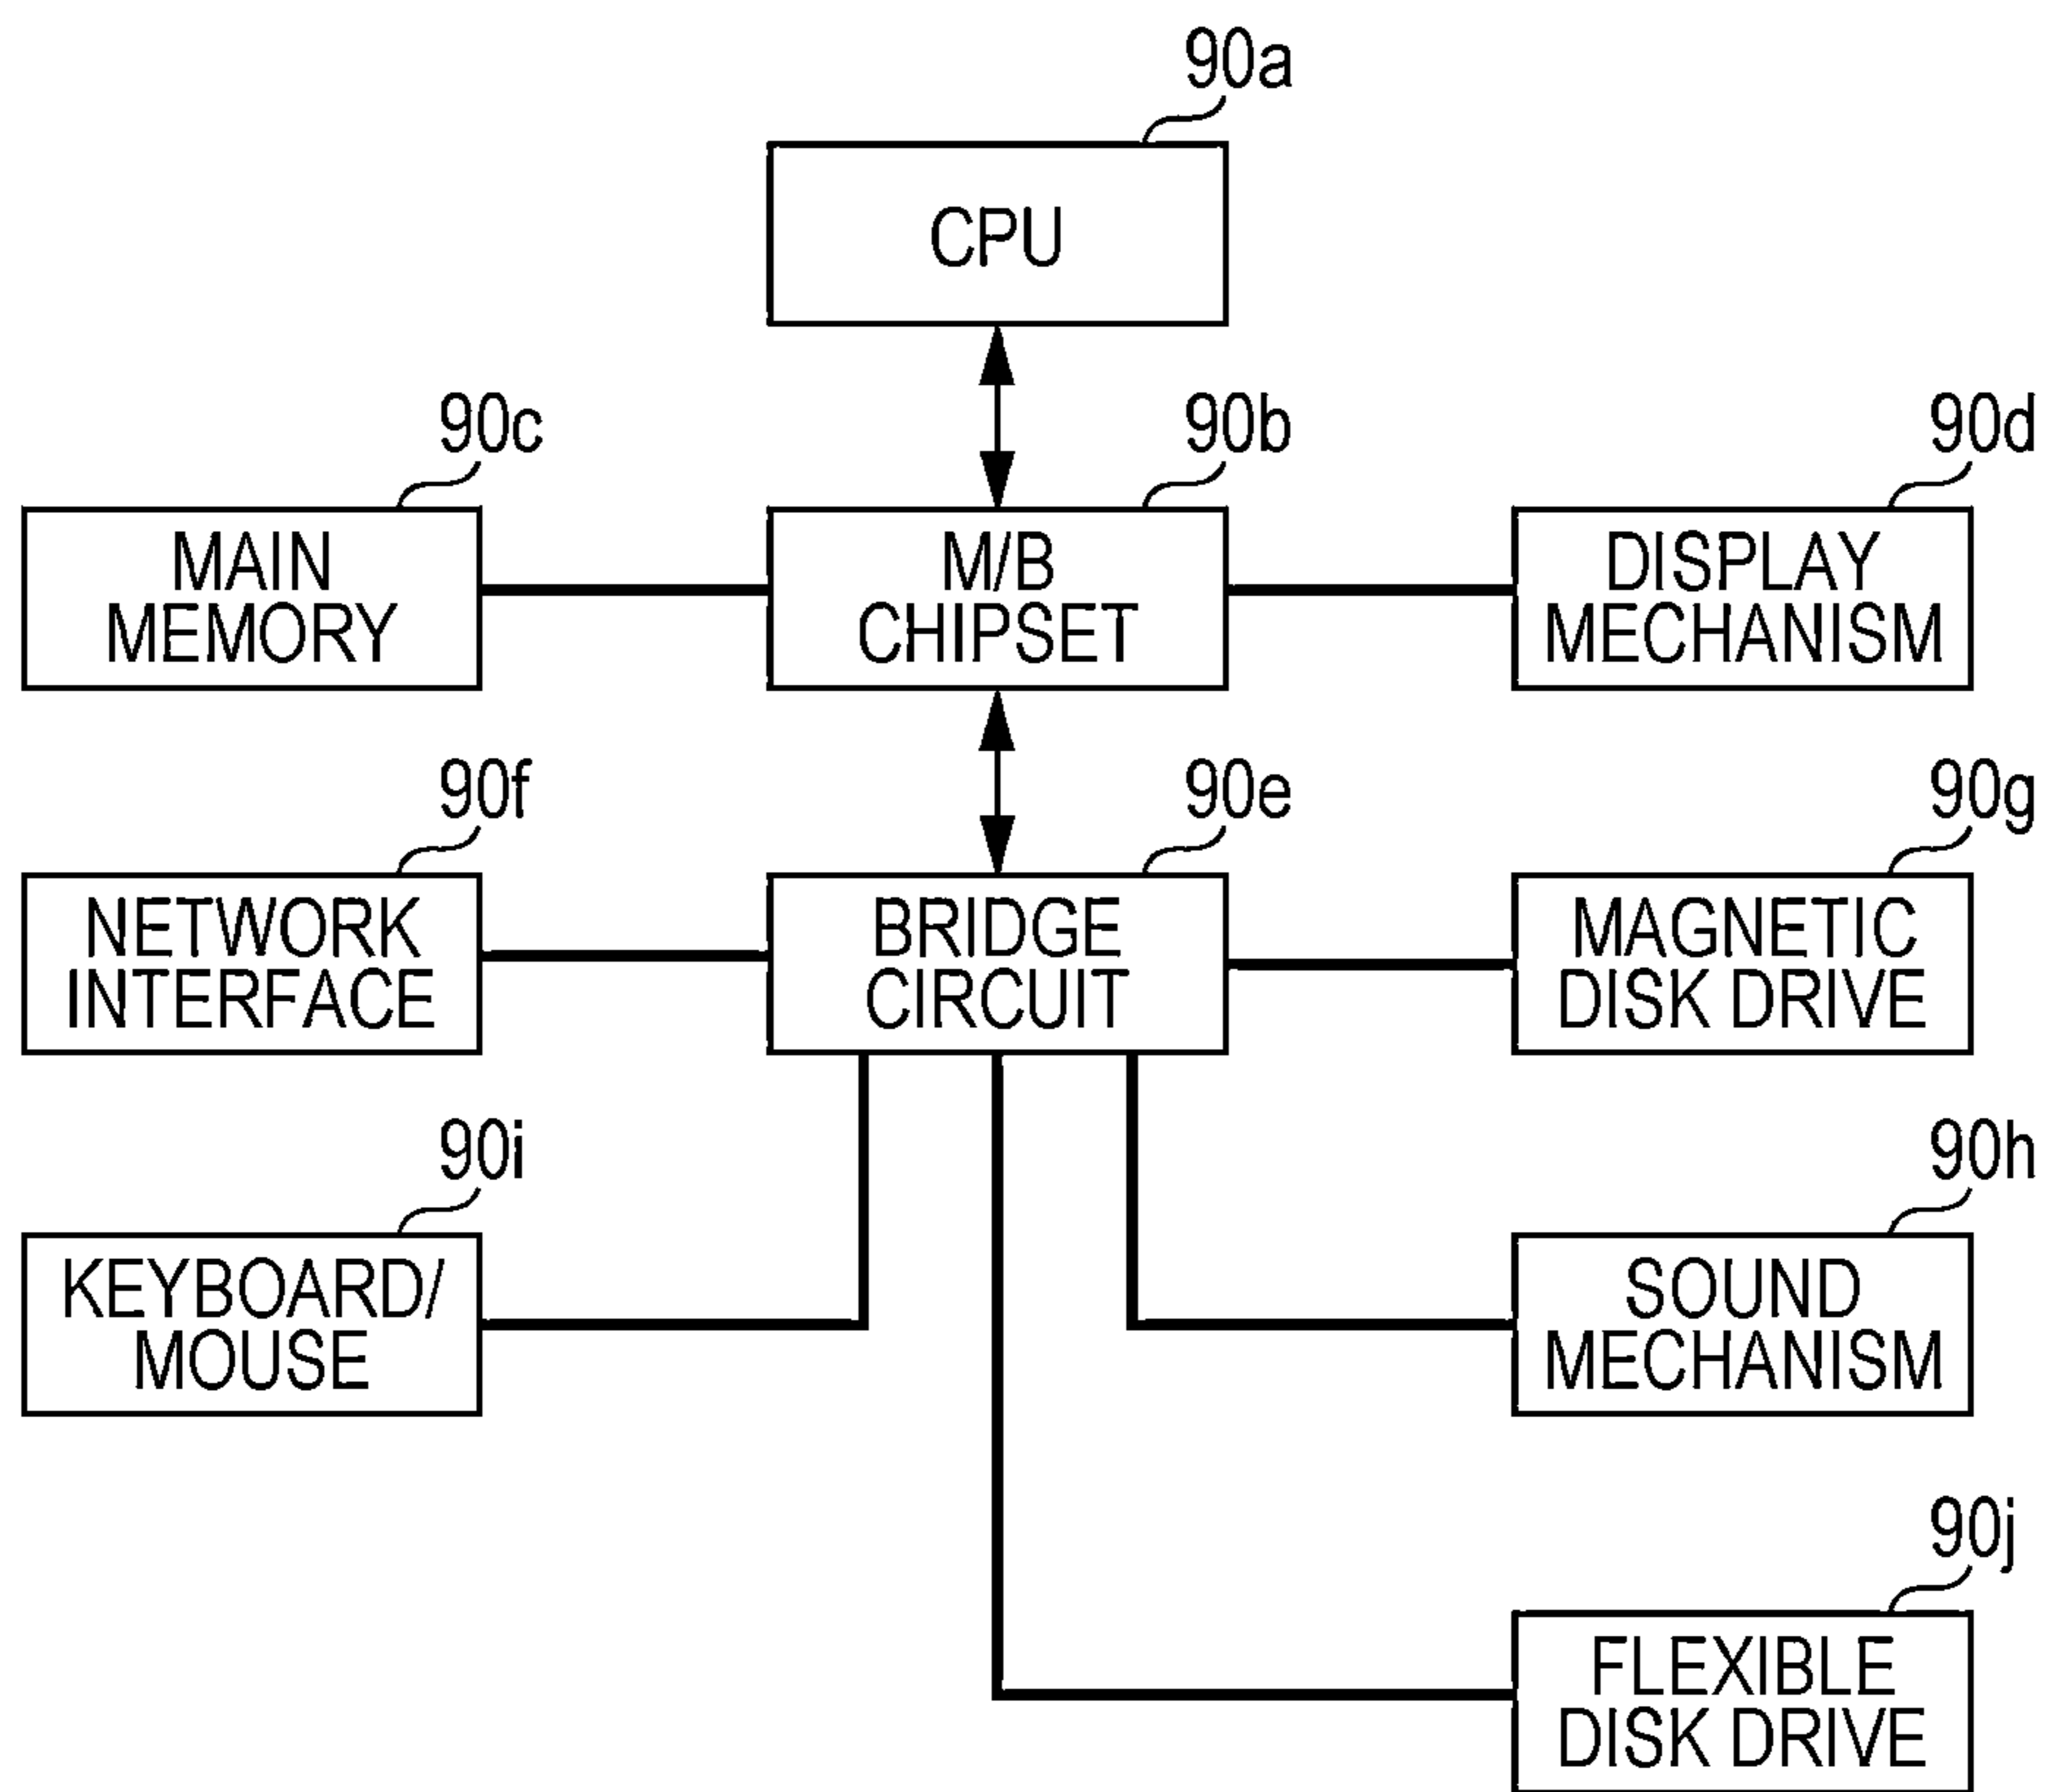 90a
CPU
90c
90b
90d
MAIN
MEMORY
M/B
CHIPSET
DISPLAY
MECHANISM
90f
90e
90g
NETWORK
INTERFACE
BRIDGE
CIRCUIT
MAGNETIC
DISK DRIVE
90i
90h
KEYBOARD/
MOUSE
SOUND
MECHANISM
90j
FLEXIBLE
DISK DRIVE